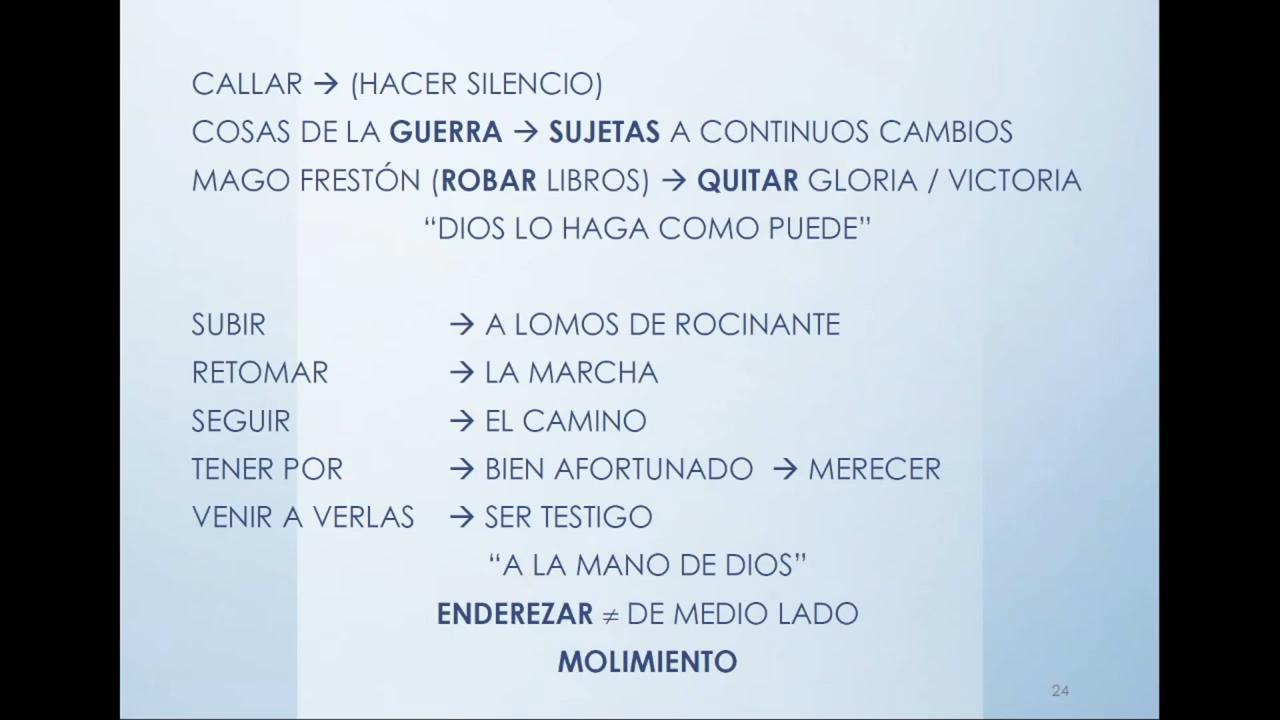 CALLAR → (HACER SILENCIO)
COSAS DE LA GUERRA → SUJETAS A CONTINUOS CAMBIOS
MAGO FRESTÓN (ROBAR LIBROS) → QUITAR GLORIA / VICTORIA
“DIOS LO HAGA COMO PUEDE”
SUBIR → A LOMOS DE ROCINANTE
RETOMAR → LA MARCHA
SEGUIR → EL CAMINO
TENER POR → BIEN AFORTUNADO → MERECER
VENIR A VERLAS → SER TESTIGO
“A LA MANO DE DIOS”
ENDEREZAR ≠ DE MEDIO LADO
MOLIMIENTO
24